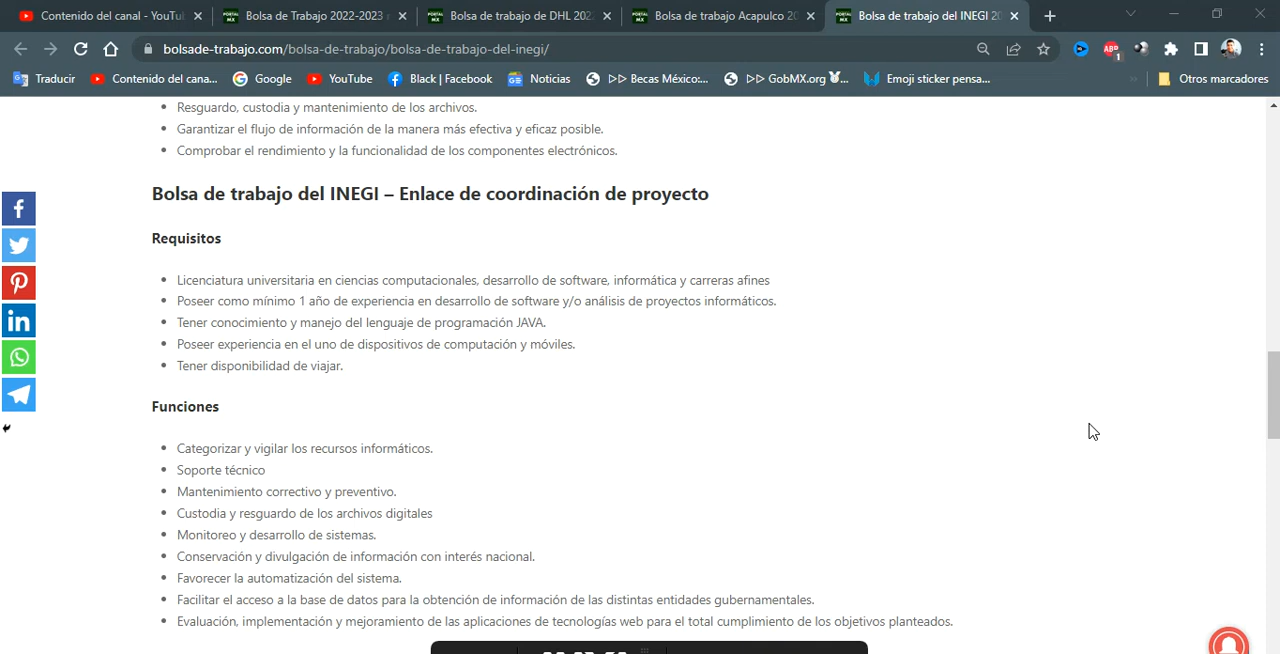 Contenido del canal - YouTu
Bolsa de Trabajo 2022-2023
Bolsa de trabajo de DHL 202
Bolsa de trabajo Acapulco 20
Bolsa de trabajo del INEGI 20
bolsade-trabajo.com/bolsa-de-trabajo/bolsa-de-trabajo-del-inegi/
ABP
1
Traducir
Contenido del cana...
Google
YouTube
Black | Facebook
Noticias
▷▷ Becas México:...
▷▷ GobMX.org 🐰...
Emoji sticker pensa...
Otros marcadores
Resguardo, custodia y mantenimiento de los archivos.
Garantizar el flujo de información de la manera más efectiva y eficaz posible.
Comprobar el rendimiento y la funcionalidad de los componentes electrónicos.
Bolsa de trabajo del INEGI – Enlace de coordinación de proyecto
Requisitos
Licenciatura universitaria en ciencias computacionales, desarrollo de software, informática y carreras afines
Poseer como mínimo 1 año de experiencia en desarrollo de software y/o análisis de proyectos informáticos.
Tener conocimiento y manejo del lenguaje de programación JAVA.
Poseer experiencia en el uno de dispositivos de computación y móviles.
Tener disponibilidad de viajar.
Funciones
Categorizar y vigilar los recursos informáticos.
Soporte técnico
Mantenimiento correctivo y preventivo.
Custodia y resguardo de los archivos digitales
Monitoreo y desarrollo de sistemas.
Conservación y divulgación de información con interés nacional.
Favorecer la automatización del sistema.
Facilitar el acceso a la base de datos para la obtención de información de las distintas entidades gubernamentales.
Evaluación, implementación y mejoramiento de las aplicaciones de tecnologías web para el total cumplimiento de los objetivos planteados.